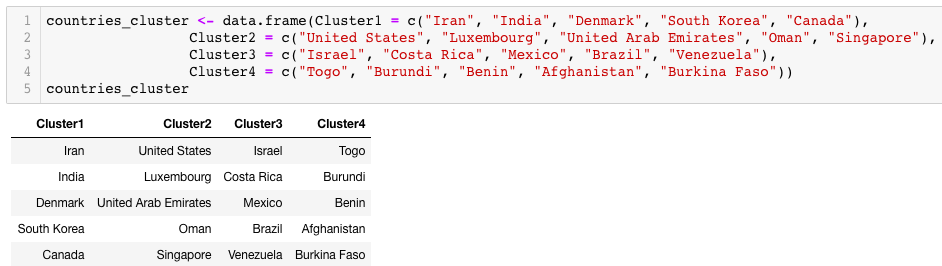 1 countries_cluster <- data.frame(Cluster1 = c("Iran", "India", "Denmark", "South Korea", "Canada"),
2 Cluster2 = c("United States", "Luxembourg", "United Arab Emirates", "Oman", "Singapore"),
3 Cluster3 = c("Israel", "Costa Rica", "Mexico", "Brazil", "Venezuela"),
4 Cluster4 = c("Togo", "Burundi", "Benin", "Afghanistan", "Burkina Faso"))
5 countries_cluster
Cluster1 Cluster2 Cluster3 Cluster4
Iran United States Israel Togo
India Luxembourg Costa Rica Burundi
Denmark United Arab Emirates Mexico Benin
South Korea Oman Brazil Afghanistan
Canada Singapore Venezuela Burkina Faso